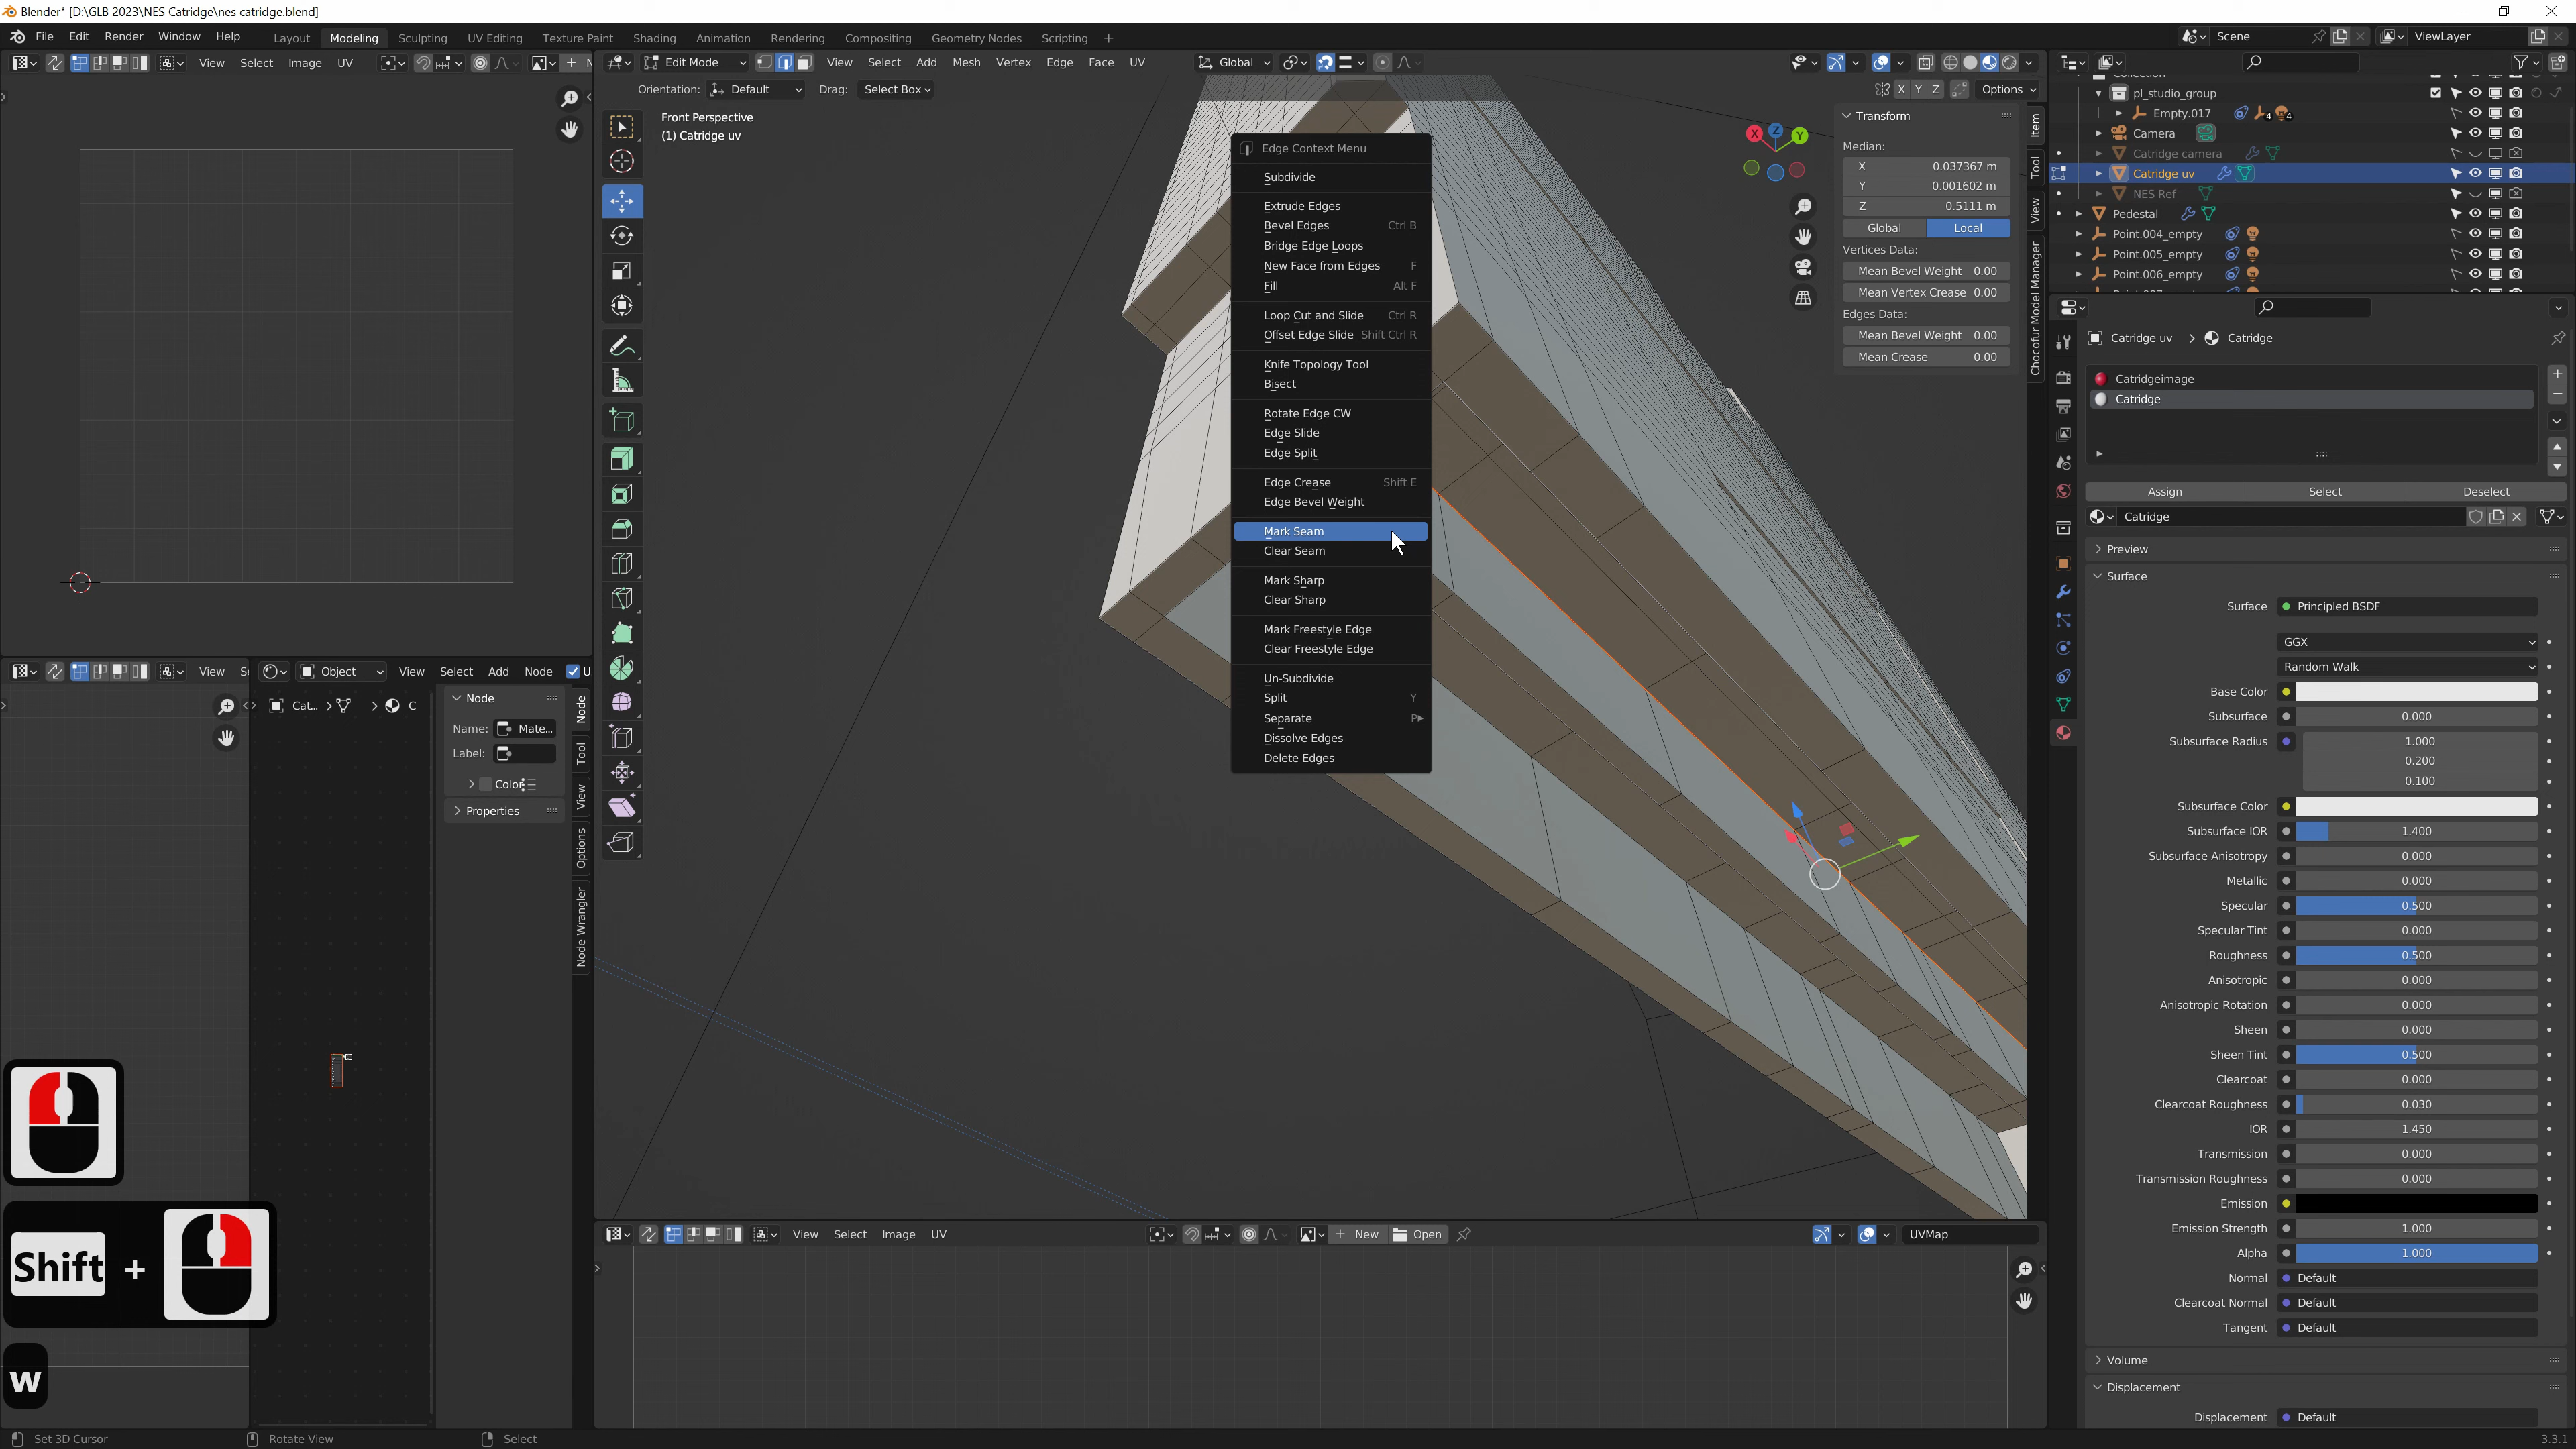 Blender* [D:\GLB 2023\NES Catridge\nes catridge.blend]
File Edit Render Window Help Layout Modeling Sculpting UV Editing Texture Paint Shading Animation Rendering Compositing Geometry Nodes Scripting + Scene ViewLayer
View Select Image UV
Edit Mode View Select Add Mesh Vertex Edge Face UV Global
Orientation: Default Drag: Select Box X Y Z Options
Front Perspective
(1) Catridge uv
Edge Context Menu
Subdivide
Extrude Edges
Bevel Edges Ctrl B
Bridge Edge Loops
New Face from Edges F
Fill Alt F
Loop Cut and Slide Ctrl R
Offset Edge Slide Shift Ctrl R
Knife Topology Tool
Bisect
Rotate Edge CW
Edge Slide
Edge Split
Edge Crease Shift E
Edge Bevel Weight
Mark Seam
Clear Seam
Mark Sharp
Clear Sharp
Mark Freestyle Edge
Clear Freestyle Edge
Un-Subdivide
Split Y
Separate P
Dissolve Edges
Delete Edges
X Z Y
Transform
Median:
X 0.037367 m
Y 0.001602 m
Z 0.5111 m
Global Local
Vertices Data:
Mean Bevel Weight 0.00
Mean Vertex Crease 0.00
Edges Data:
Mean Bevel Weight 0.00
Mean Crease 0.00
Item
Tool
View
Chocofur Model Manager
pl_studio_group
Empty.017 4 4
Camera
Catridge camera
Catridge uv
NES Ref
Pedestal
Point.004_empty
Point.005_empty
Point.006_empty
Catridge uv > Catridge
Catridgeimage
Catridge
Assign Select Deselect
Catridge
Preview
Surface
Surface Principled BSDF
GGX
Random Walk
Base Color
Subsurface 0.000
Subsurface Radius 1.000
0.200
0.100
Subsurface Color
Subsurface IOR 1.400
Subsurface Anisotropy 0.000
Metallic 0.000
Specular 0.500
Specular Tint 0.000
Roughness 0.500
Anisotropic 0.000
Anisotropic Rotation 0.000
Sheen 0.000
Sheen Tint 0.500
Clearcoat 0.000
Clearcoat Roughness 0.030
IOR 1.450
Transmission 0.000
Transmission Roughness 0.000
Emission
Emission Strength 1.000
Alpha 1.000
Normal Default
Clearcoat Normal Default
Tangent Default
Volume
Displacement
Displacement Default
View Object View Select Add Node
Cat... > > C
Node
Name: Mate...
Label:
Color
Properties
Node
Tool
View
Options
Node Wrangler
Shift +
w
View Select Image UV + New Open UVMap
Set 3D Cursor Rotate View Select 3.3.1